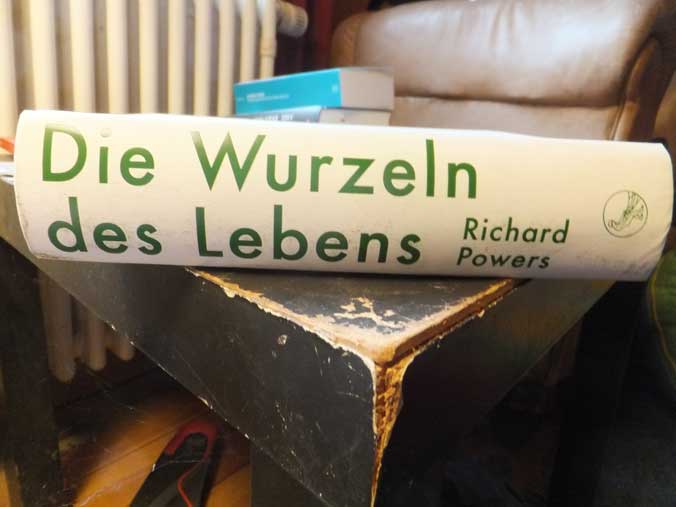 Die Wurzeln
des Lebens
Richard
Powers